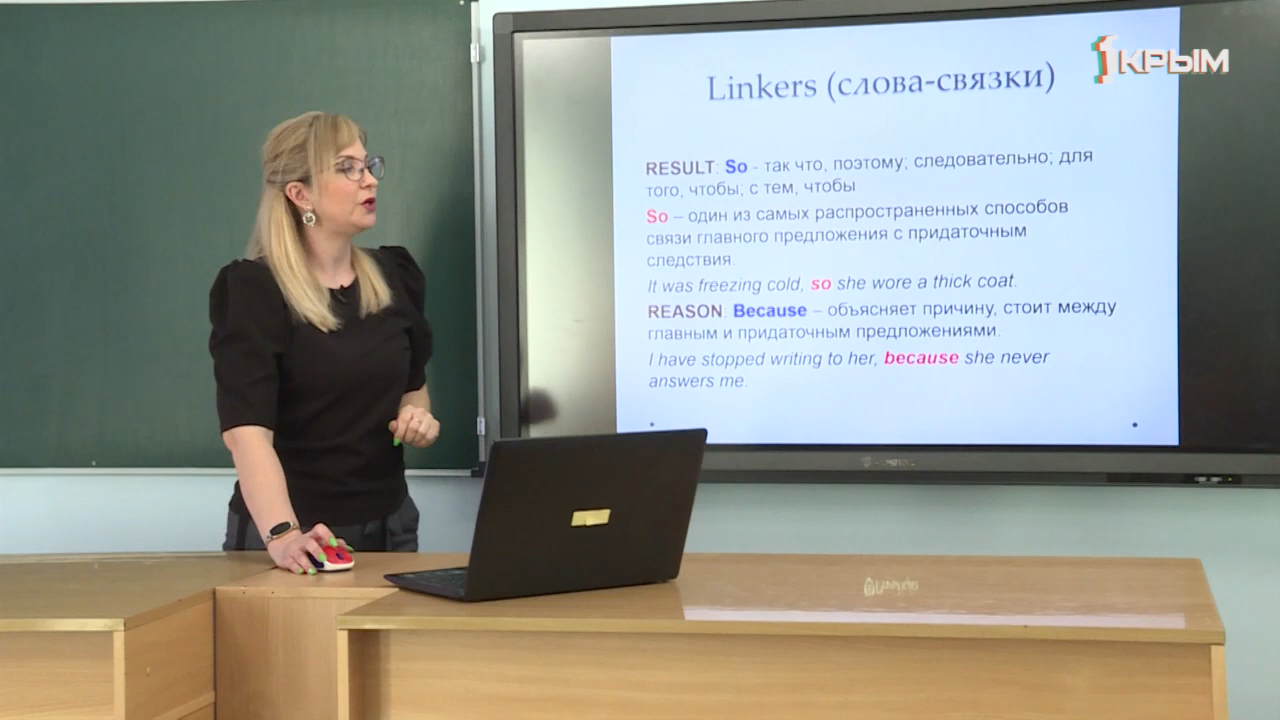 1 КРЫМ
Linkers (слова-связки)
RESULT: So - так что, поэтому; следовательно; для
того, чтобы; с тем, чтобы
So – один из самых распространенных способов
связи главного предложения с придаточным
следствия.
It was freezing cold, so she wore a thick coat.
REASON: Because – объясняет причину, стоит между
главным и придаточным предложениями.
I have stopped writing to her, because she never
answers me.